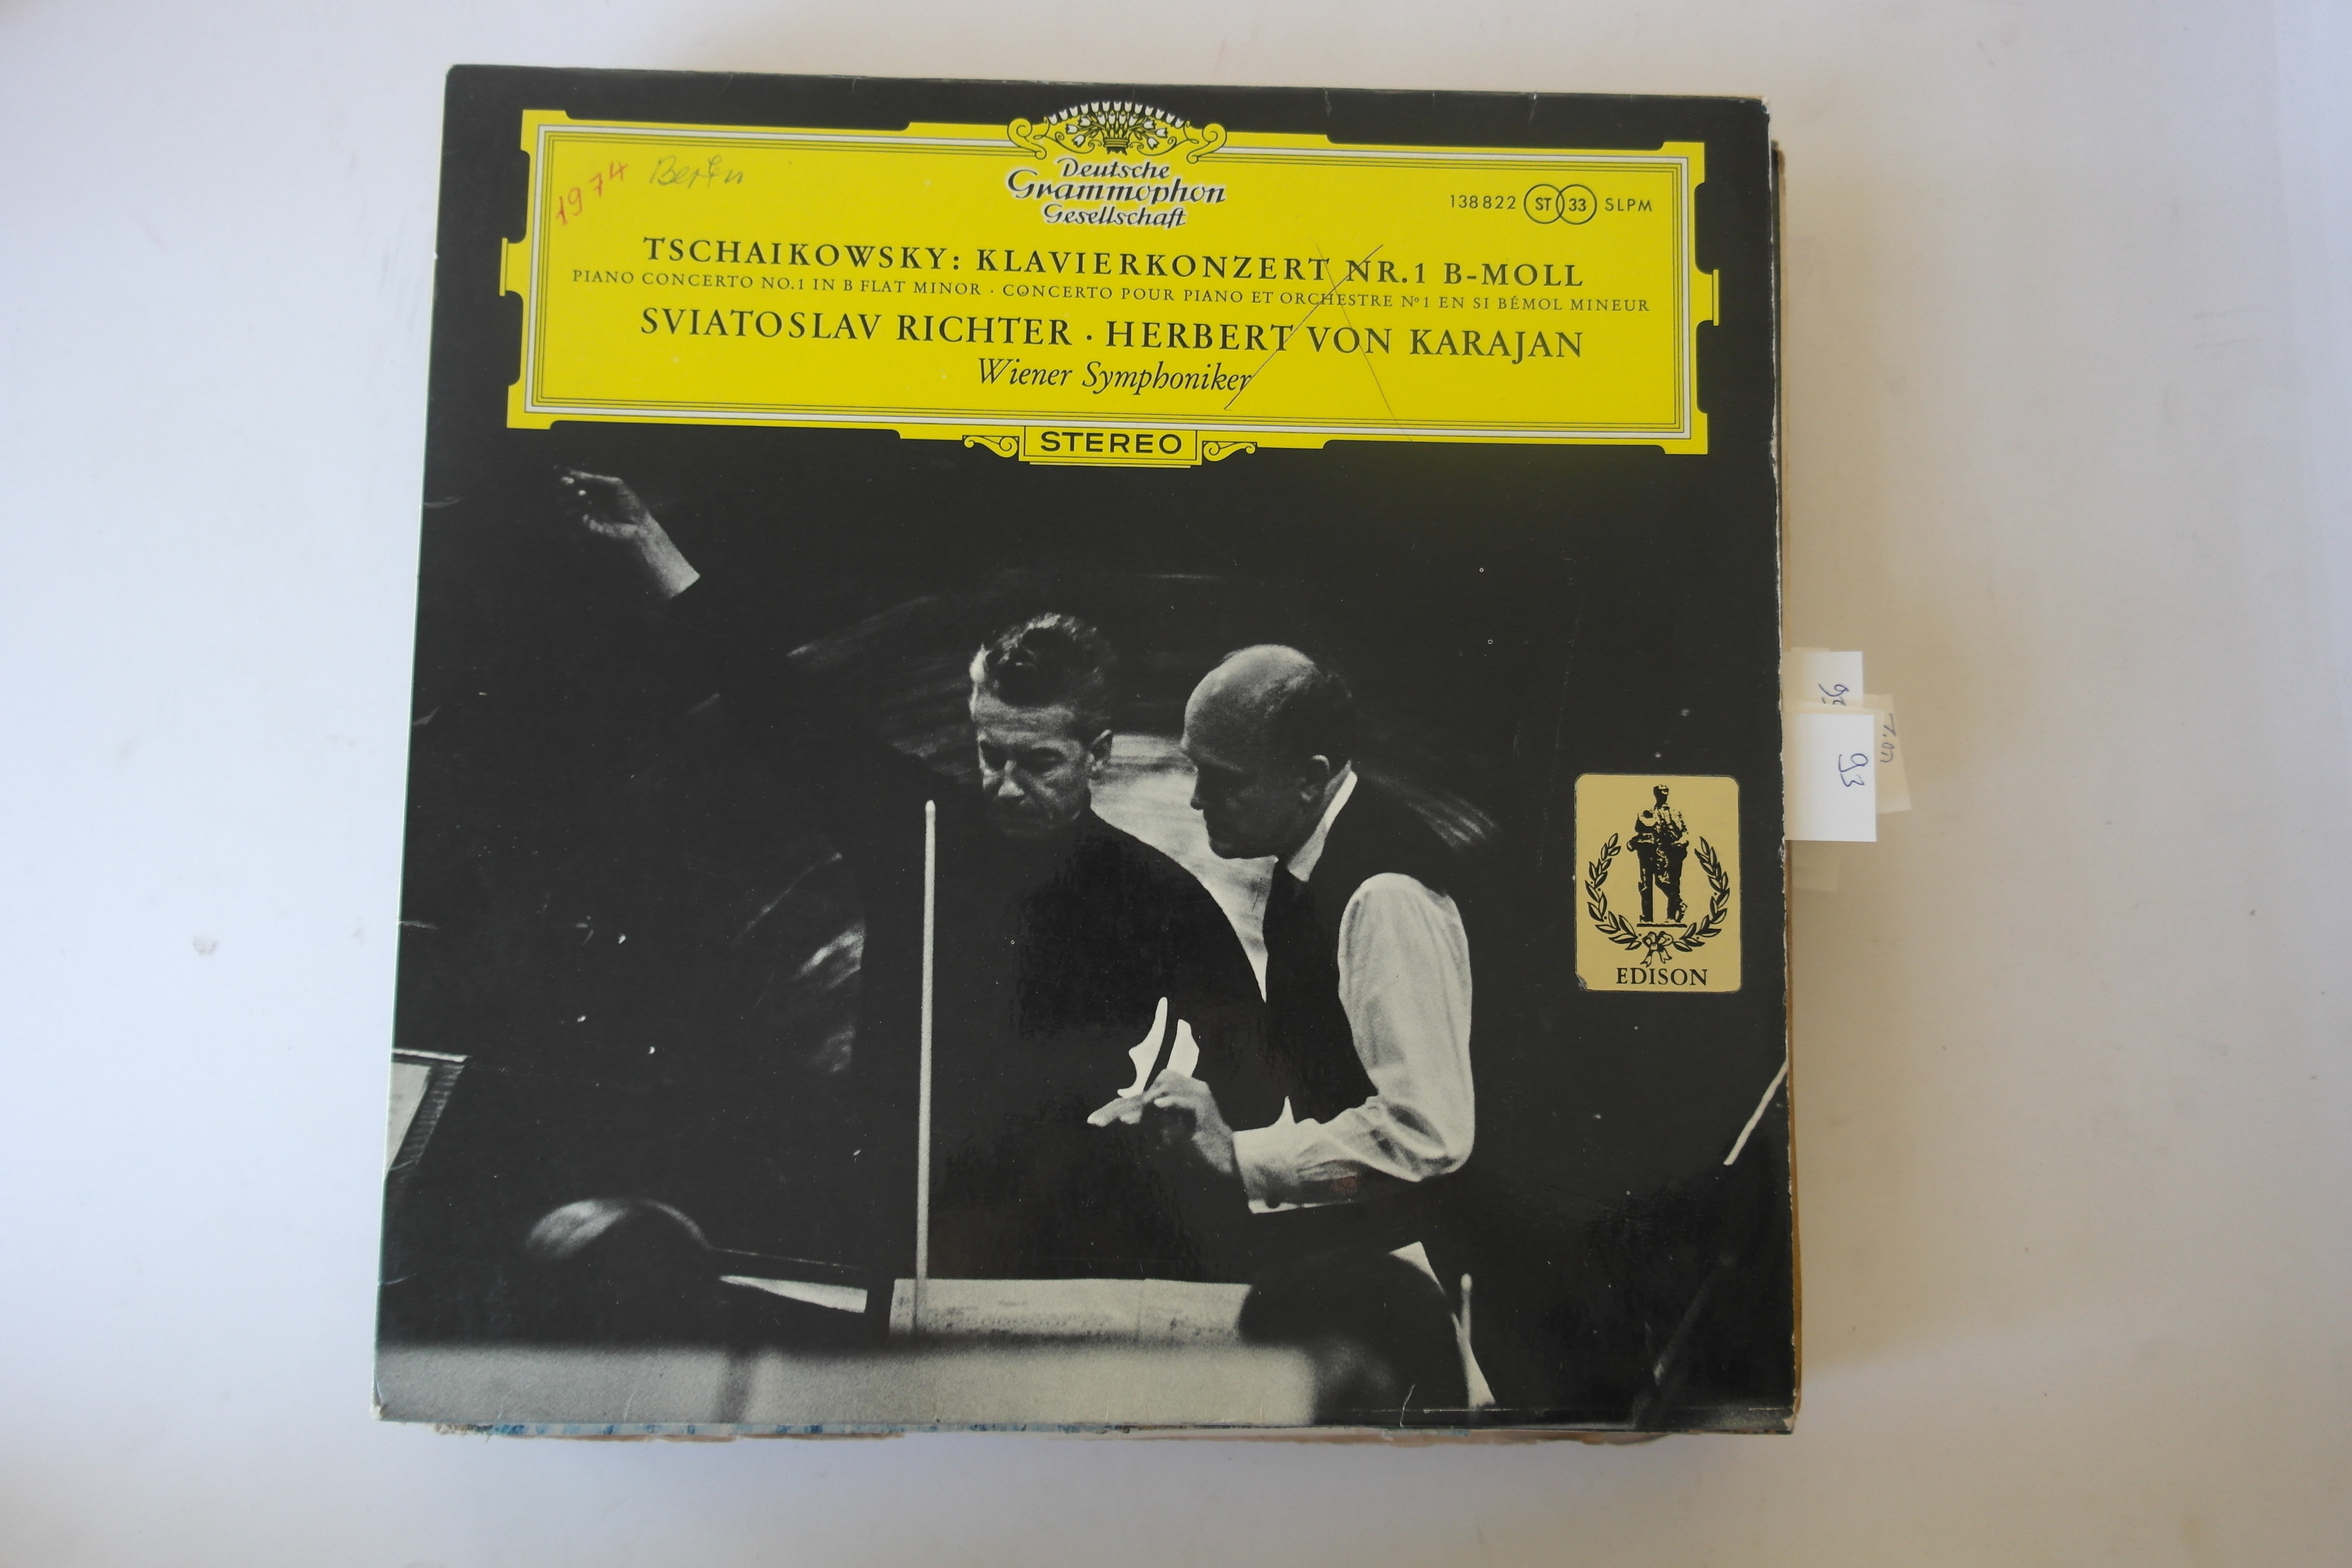 1974 Berlin
Deutsche
Grammophon
Gesellschaft
138 822 ST 33 SLPM
TSCHAIKOWSKY: KLAVIERKONZERT NR.1 B-MOLL
PIANO CONCERTO NO.1 IN B FLAT MINOR · CONCERTO POUR PIANO ET ORCHESTRE Nº1 EN SI BÉMOL MINEUR
SVIATOSLAV RICHTER · HERBERT VON KARAJAN
Wiener Symphoniker
STEREO
93
EDISON